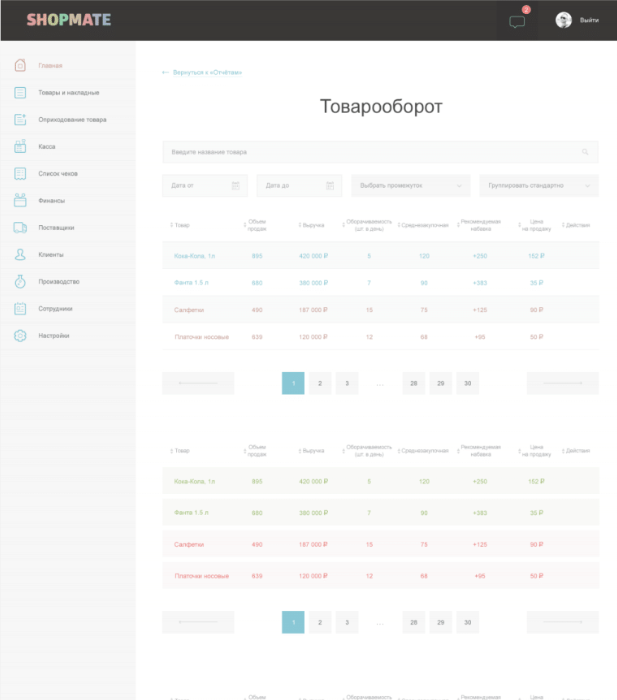 SHOPMATE
2
Выйти
Главная
Товары и накладные
Оприходование товара
Касса
Список чеков
Финансы
Поставщики
Клиенты
Производство
Сотрудники
Настройки
← Вернуться к «Отчётам»
Товарооборот
Введите название товара
Дата от Дата до Выбрать промежуток Группировать стандартно
Товар Объем продаж Выручка Оборачиваемость (шт. в день) Среднезакупочная Рекомендуемая Цена на продажу Действия
Кока-Кола, 1л 895 420 000 ₽ 5 120 +250 152 ₽
Фанта 1.5 л 880 380 000 ₽ 7 95 +383 35 ₽
Салфетки 490 187 000 ₽ 15 75 +125 90 ₽
Платочки носовые 639 120 000 ₽ 12 68 +95 50 ₽
1 2 3 .... 28 29 30
Товар Объем продаж Выручка Оборачиваемость (шт. в день) Среднезакупочная Рекомендуемая Цена на продажу Действия
Кока-Кола, 1л 895 420 000 ₽ 5 120 +250 152 ₽
Фанта 1.5 л 880 380 000 ₽ 7 95 +383 35 ₽
Салфетки 490 187 000 ₽ 15 75 +125 90 ₽
Платочки носовые 639 120 000 ₽ 12 68 +95 50 ₽
1 2 3 .... 28 29 30
Объем Оборачиваемость Рекомендуемая Цена